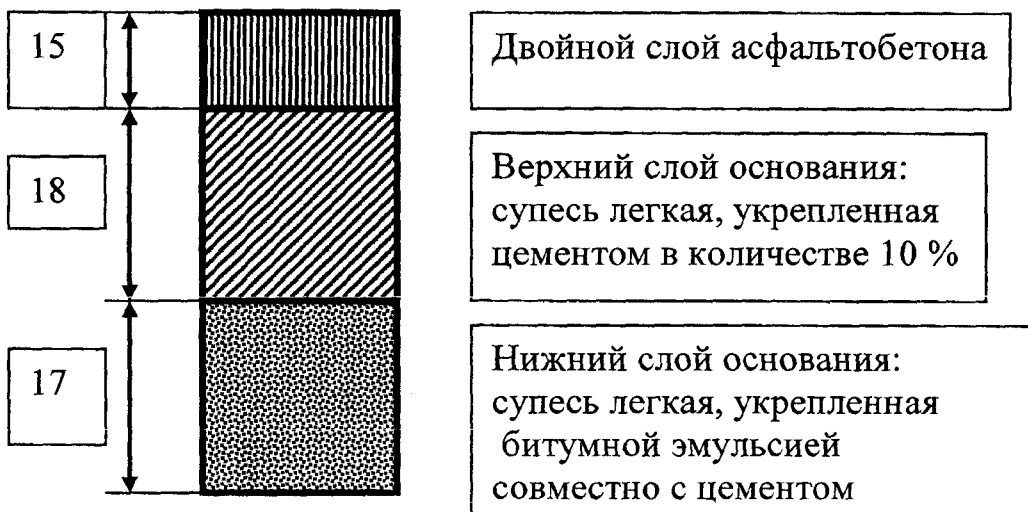 15
Двойной слой асфальтобетона
18
Верхний слой основания:
супесь легкая, укрепленная
цементом в количестве 10 %
17
Нижний слой основания:
супесь легкая, укрепленная
битумной эмульсией
совместно с цементом